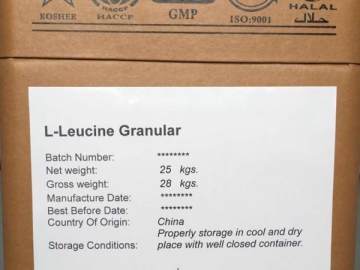 KOSHER
HACCP
HACCP
GMP
ISO:9001
HALAL
حلال
L-Leucine Granular
Batch Number: ********
Net weight: 25 kgs.
Gross weight: 28 kgs.
Manufacture Date: ********
Best Before Date: ********
Country Of Origin: China
Storage Conditions: Properly storage in cool and dry
place with well closed container.